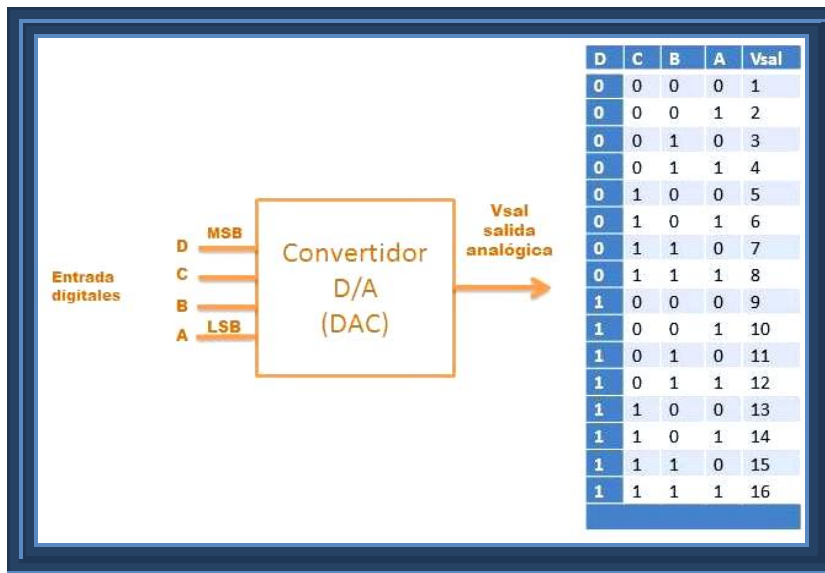 MSB
D
C
B
A
LSB
Entrada
digitales
Convertidor
D/A
(DAC)
Vsal
salida
analógica
D C B A Vsal
0 0 0 0 1
0 0 0 1 2
0 0 1 0 3
0 0 1 1 4
0 1 0 0 5
0 1 0 1 6
0 1 1 0 7
0 1 1 1 8
1 0 0 0 9
1 0 0 1 10
1 0 1 0 11
1 0 1 1 12
1 1 0 0 13
1 1 0 1 14
1 1 1 0 15
1 1 1 1 16